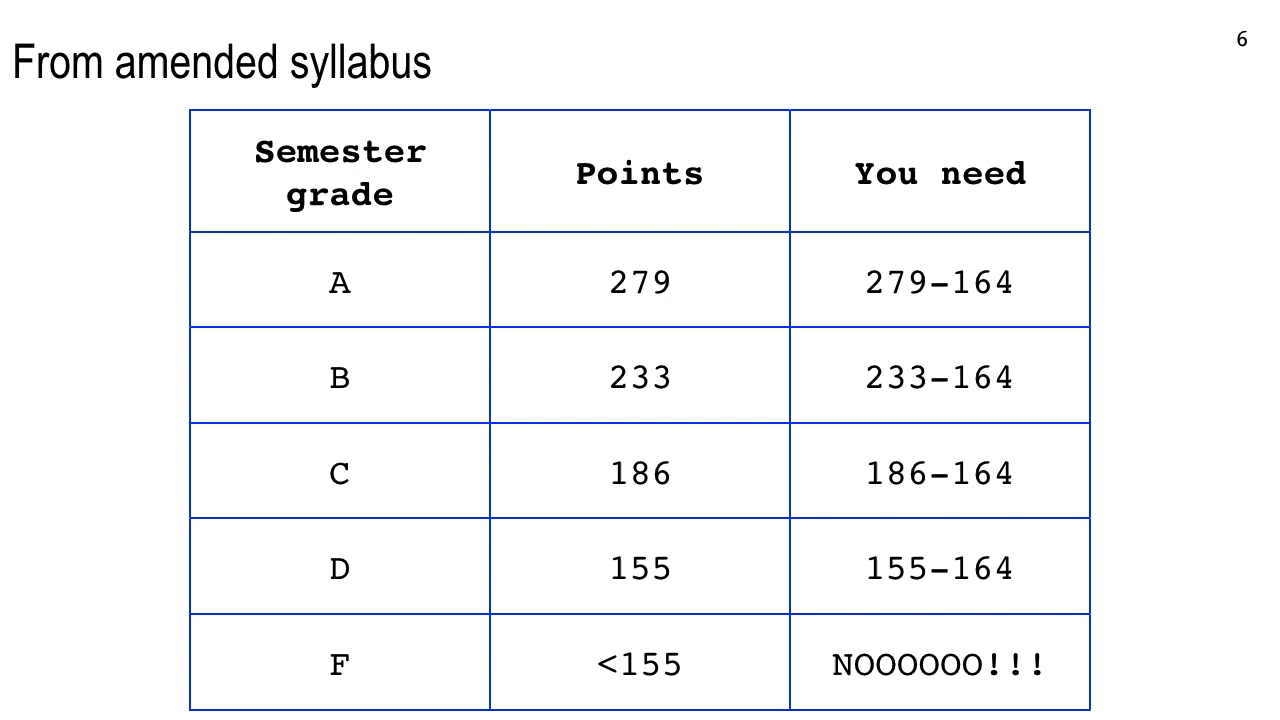 6
From amended syllabus
Semester
grade
Points
You need
A
279
279-164
B
233
233-164
C
186
186-164
D
155
155-164
F
<155
NOOOOOO!!!